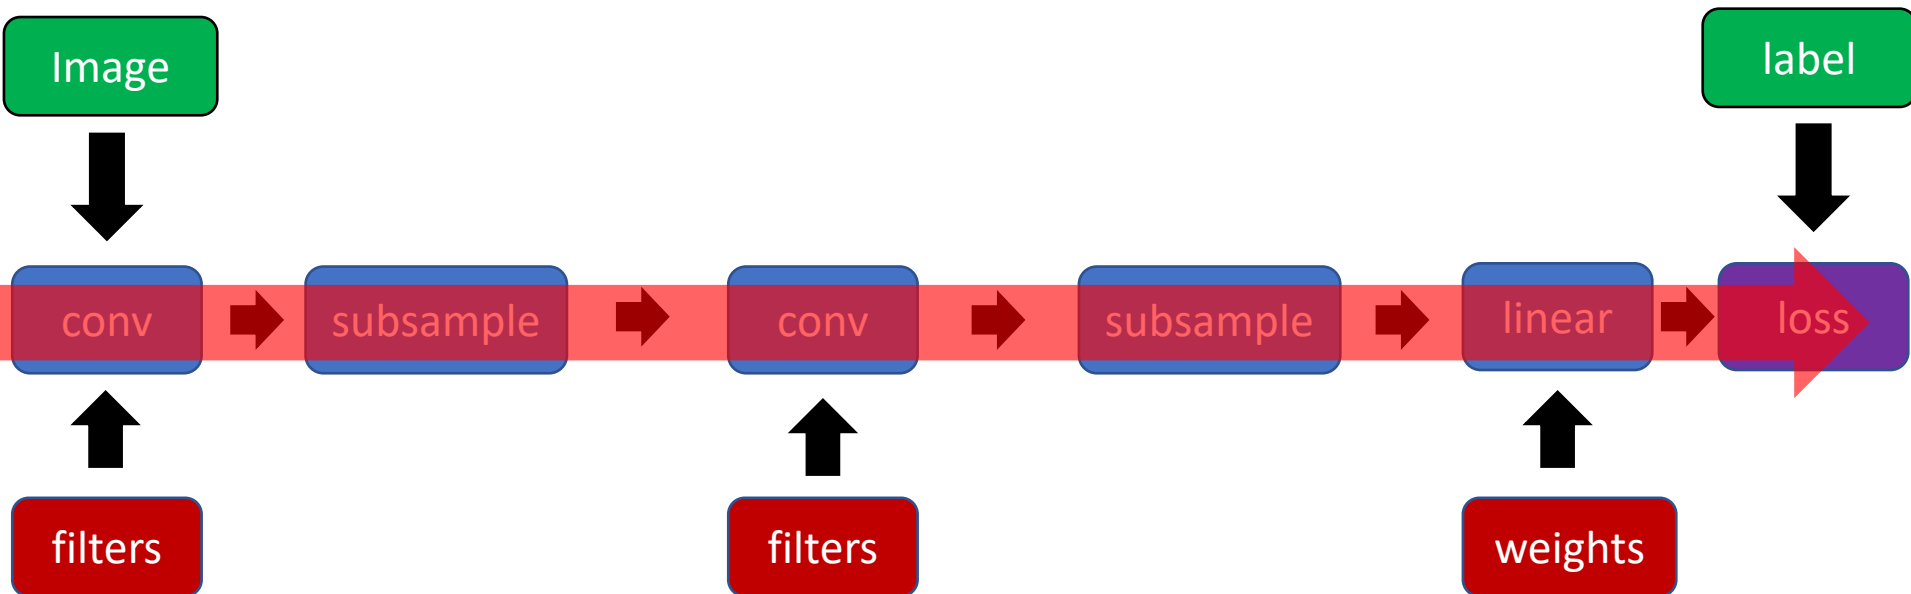 Image
label
conv
subsample
conv
subsample
linear
loss
filters
filters
weights